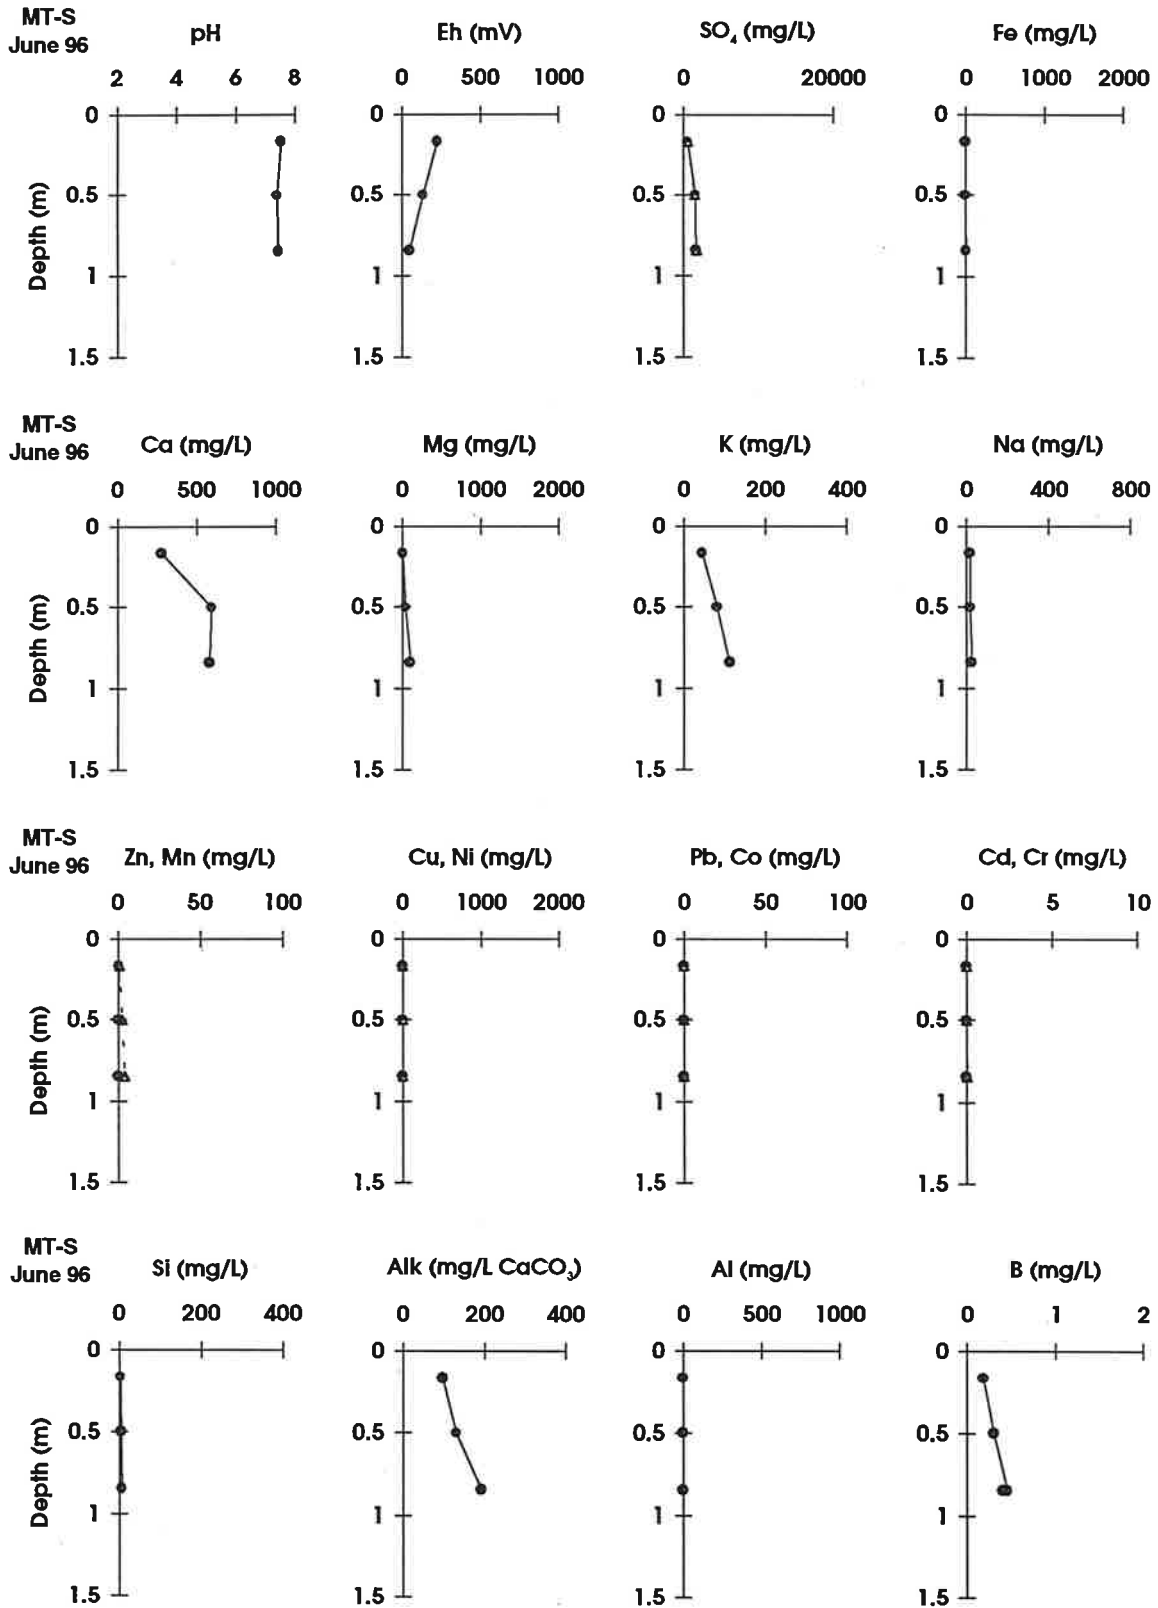 MT-S
June 96
pH
Eh (mV)
SO₄ (mg/L)
Fe (mg/L)
2 4 6 8
0 500 1000
0 20000
0 1000 2000
Depth (m)
0 0 0 0
0.5 0.5 0.5 0.5
1 1 1 1
1.5 1.5 1.5 1.5
MT-S
June 96
Ca (mg/L)
Mg (mg/L)
K (mg/L)
Na (mg/L)
0 500 1000
0 1000 2000
0 200 400
0 400 800
Depth (m)
0 0 0 0
0.5 0.5 0.5 0.5
1 1 1 1
1.5 1.5 1.5 1.5
MT-S
June 96
Zn, Mn (mg/L)
Cu, Ni (mg/L)
Pb, Co (mg/L)
Cd, Cr (mg/L)
0 50 100
0 1000 2000
0 50 100
0 5 10
Depth (m)
0 0 0 0
0.5 0.5 0.5 0.5
1 1 1 1
1.5 1.5 1.5 1.5
MT-S
June 96
Si (mg/L)
Alk (mg/L CaCO₃)
Al (mg/L)
B (mg/L)
0 200 400
0 200 400
0 500 1000
0 1 2
Depth (m)
0 0 0 0
0.5 0.5 0.5 0.5
1 1 1 1
1.5 1.5 1.5 1.5